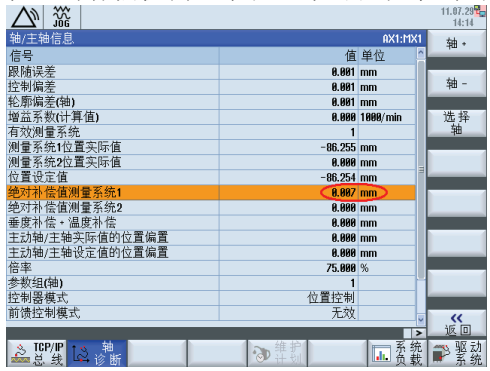 JOG
11.07.29
14:14
轴/主轴信息 AX1:MX1
信号 值 单位
跟随误差 0.001 mm
控制偏差 0.001 mm
轮廓偏差(轴) 0.001 mm
增益系数(计算值) 0.000 1000/min
有效测量系统 1
测量系统1位置实际值 -86.255 mm
测量系统2位置实际值 0.000 mm
位置设定值 -86.254 mm
绝对补偿值测量系统1 0.007 mm
绝对补偿值测量系统2 0.000 mm
垂度补偿 + 温度补偿 0.000 mm
主动轴/主轴实际值的位置偏置 0.000 mm
主动轴/主轴设定值的位置偏置 0.000 mm
倍率 75.000 %
参数组(轴) 1
控制器模式 位置控制
前馈控制模式 无效
轴 +
轴 -
选择
轴
«
返回
TCP/IP
总线
轴
诊断
维护
计划
系统
负载
驱动
系统